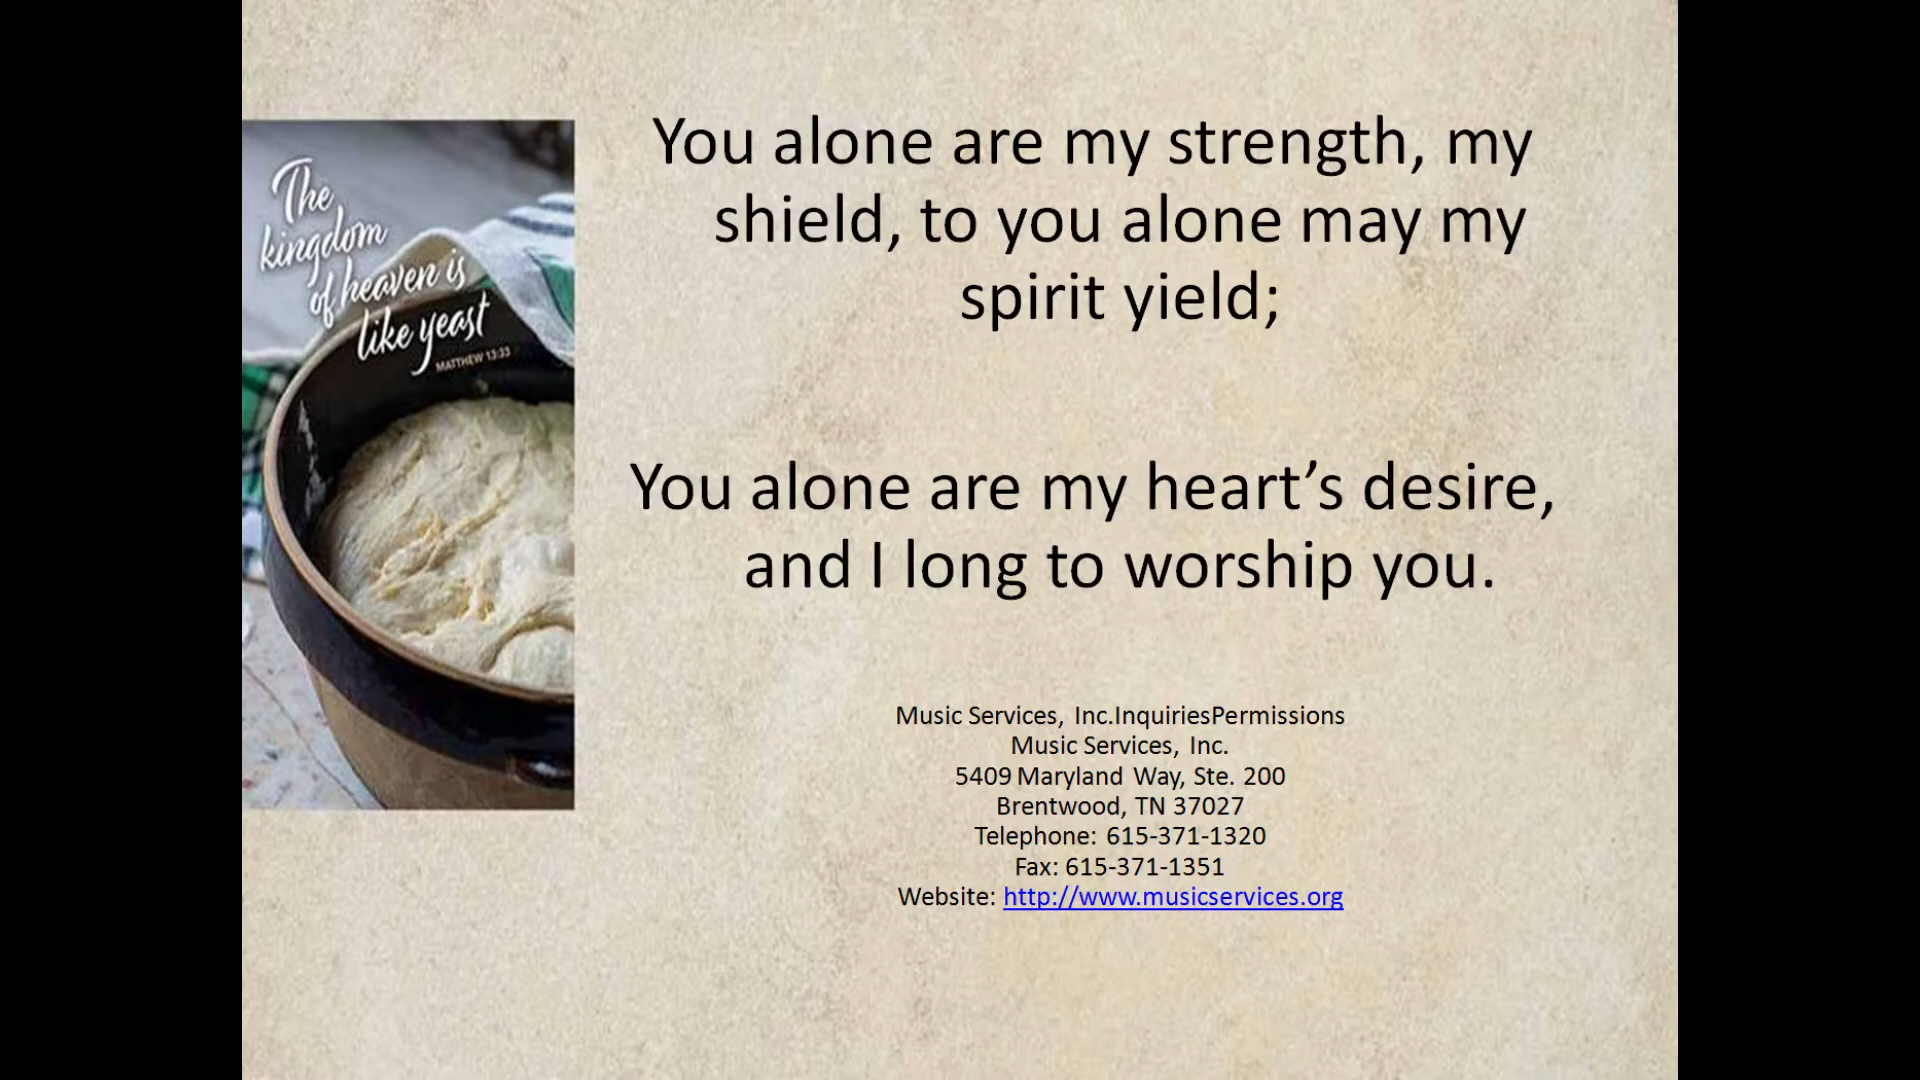 The
kingdom
of heaven is
like yeast
MATTHEW 13:33
You alone are my strength, my
shield, to you alone may my
spirit yield;
You alone are my heart’s desire,
and I long to worship you.
Music Services, Inc.InquiriesPermissions
Music Services, Inc.
5409 Maryland Way, Ste. 200
Brentwood, TN 37027
Telephone: 615-371-1320
Fax: 615-371-1351
Website: http://www.musicservices.org